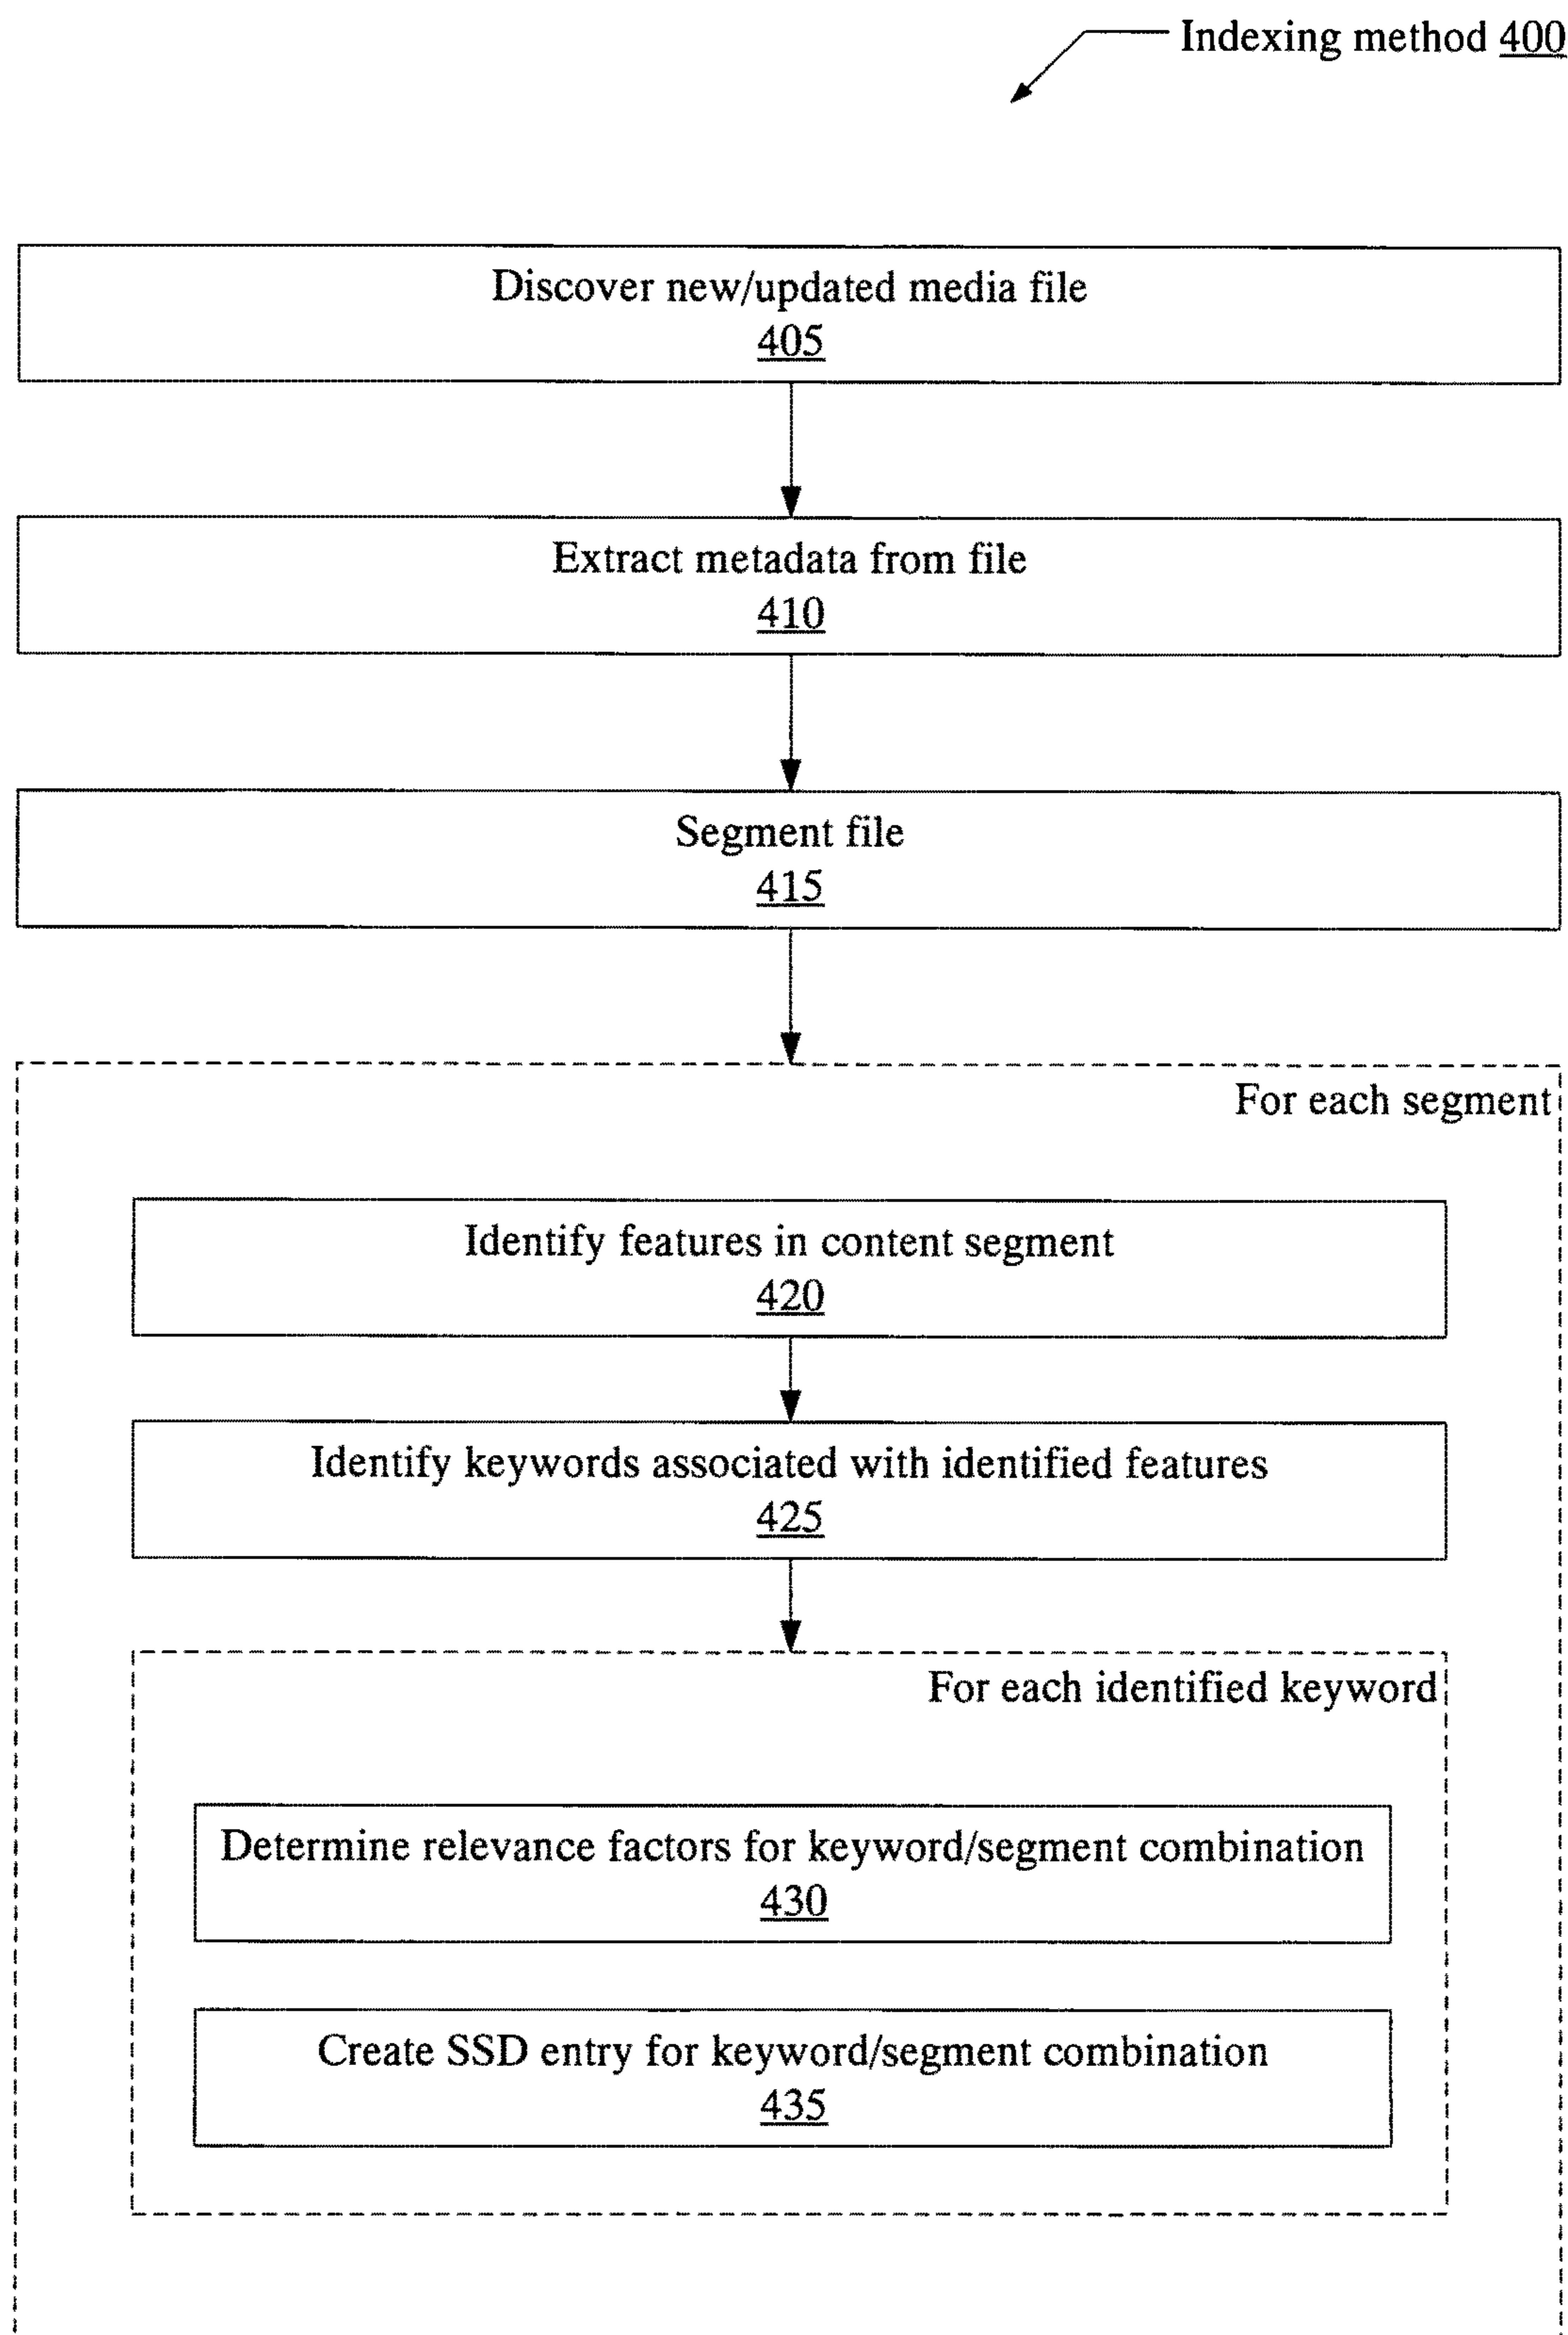 Indexing method 400
Discover new/updated media file
405
Extract metadata from file
410
Segment file
415
For each segment
Identify features in content segment
420
Identify keywords associated with identified features
425
For each identified keyword
Determine relevance factors for keyword/segment combination
430
Create SSD entry for keyword/segment combination
435